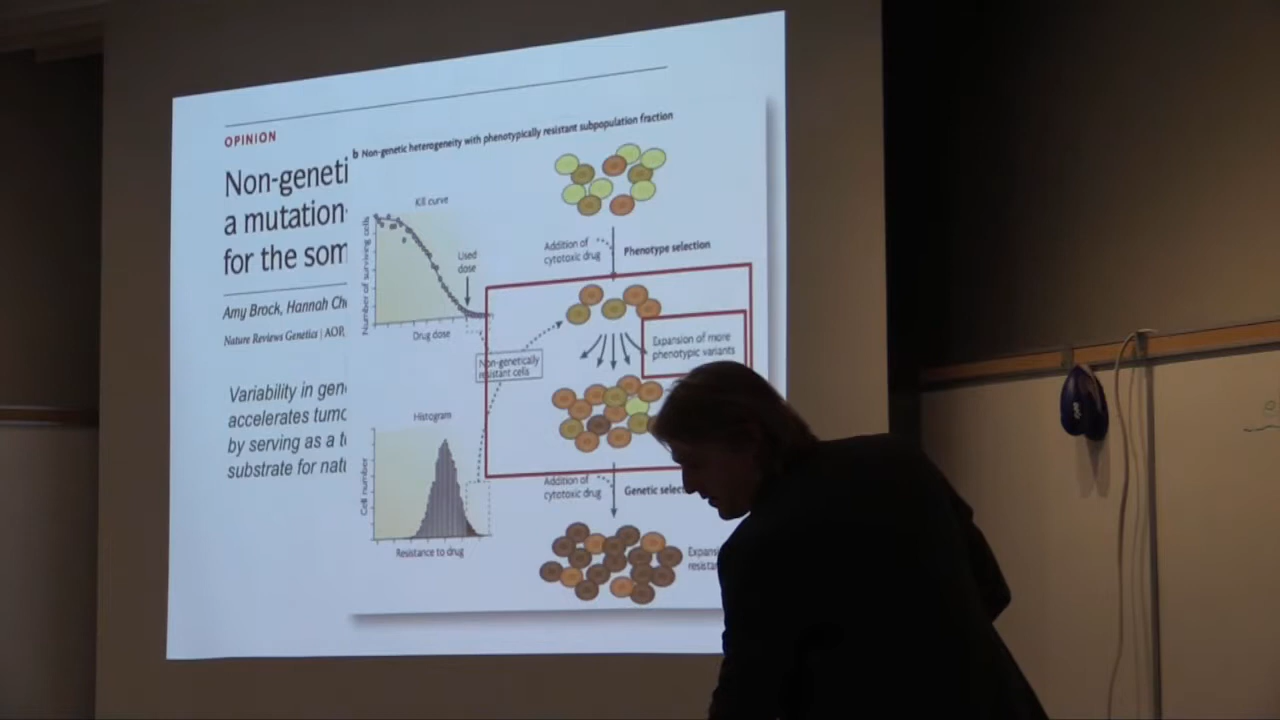 OPINION
Non-geneti
a mutation
for the som
Amy Brock, Hannah Ch
Nature Reviews Genetics | AOP,
Variability in gen
accelerates tumo
by serving as a t
substrate for nat
b Non-genetic heterogeneity with phenotypically resistant subpopulation fraction
Kill curve
Number of surviving cells
Used
dose
Drug dose
Non-genetically
resistant cells
Histogram
Cell number
Resistance to drug
Addition of
cytotoxic drug
Phenotype selection
Expansion of more
phenotypic variants
Addition of
cytotoxic drug
Genetic selec
Expans
resista